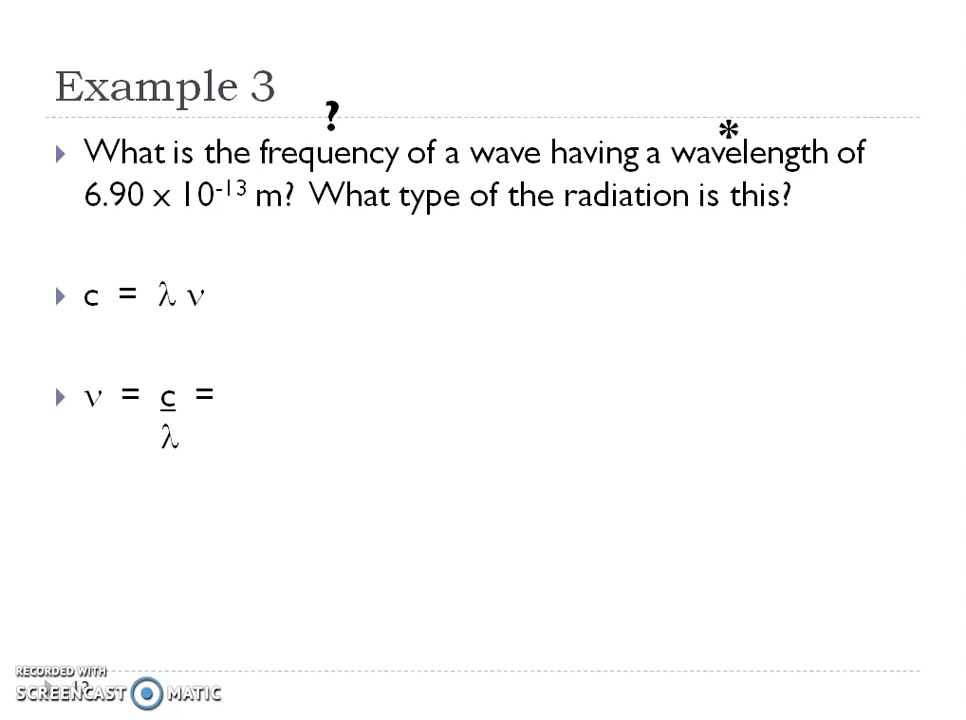 Example 3
?
*
What is the frequency of a wave having a wavelength of
6.90 x 10⁻¹³ m? What type of the radiation is this?
c = λ ν
ν = c =
λ
RECORDED WITH
12
SCREENCAST MATIC